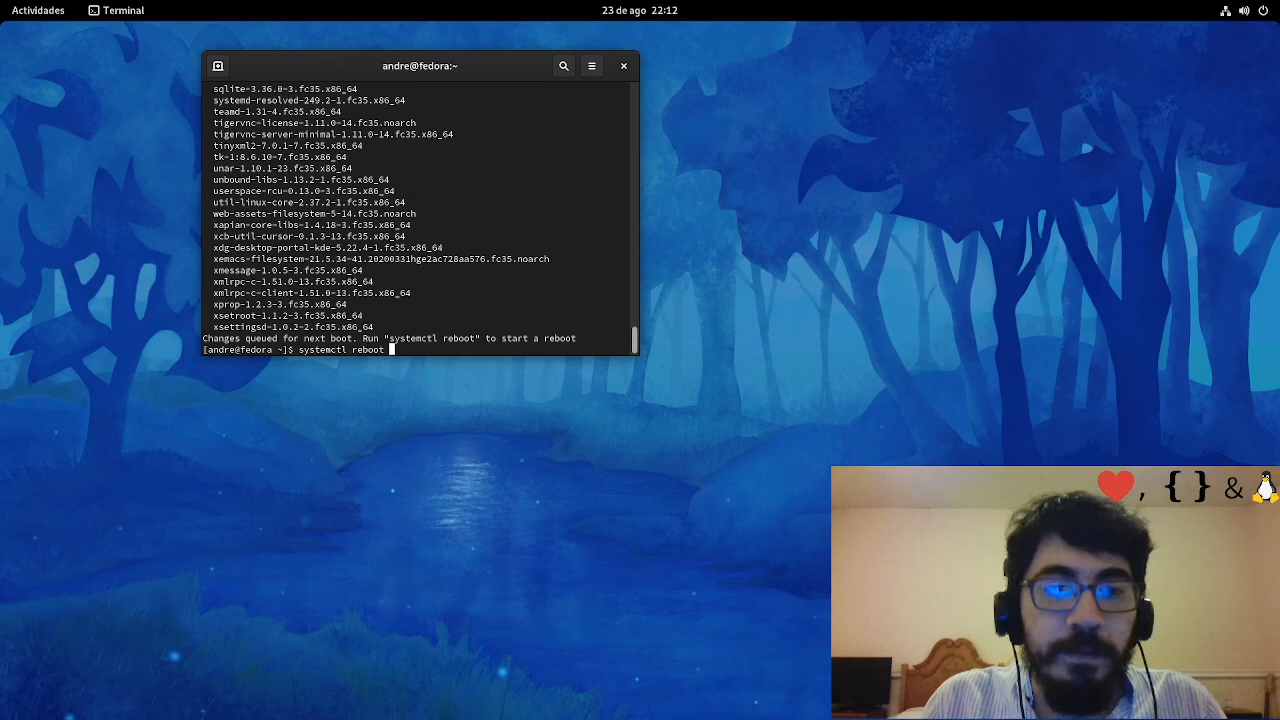 Actividades
Terminal
23 de ago 22:12
andre@fedora:~
sqlite-3.36.0-3.fc35.x86_64
systemd-resolved-249.2-1.fc35.x86_64
teamd-1.31-4.fc35.x86_64
tigervnc-license-1.11.0-14.fc35.noarch
tigervnc-server-minimal-1.11.0-14.fc35.x86_64
tinyxml2-7.0.1-7.fc35.x86_64
tk-1:8.6.10-7.fc35.x86_64
unar-1.10.1-23.fc35.x86_64
unbound-libs-1.13.2-1.fc35.x86_64
userspace-rcu-0.13.0-3.fc35.x86_64
util-linux-core-2.37.2-1.fc35.x86_64
web-assets-filesystem-5-14.fc35.noarch
xapian-core-libs-1.4.18-3.fc35.x86_64
xcb-util-cursor-0.1.3-13.fc35.x86_64
xdg-desktop-portal-kde-5.22.4-1.fc35.x86_64
xemacs-filesystem-21.5.34-41.20200331hge2ac728aa576.fc35.noarch
xmessage-1.0.5-3.fc35.x86_64
xmlrpc-c-1.51.0-13.fc35.x86_64
xmlrpc-c-client-1.51.0-13.fc35.x86_64
xprop-1.2.3-3.fc35.x86_64
xsetroot-1.1.2-3.fc35.x86_64
xsettingsd-1.0.2-2.fc35.x86_64
Changes queued for next boot. Run "systemctl reboot" to start a reboot
[andre@fedora ~]$ systemctl reboot
, { } &